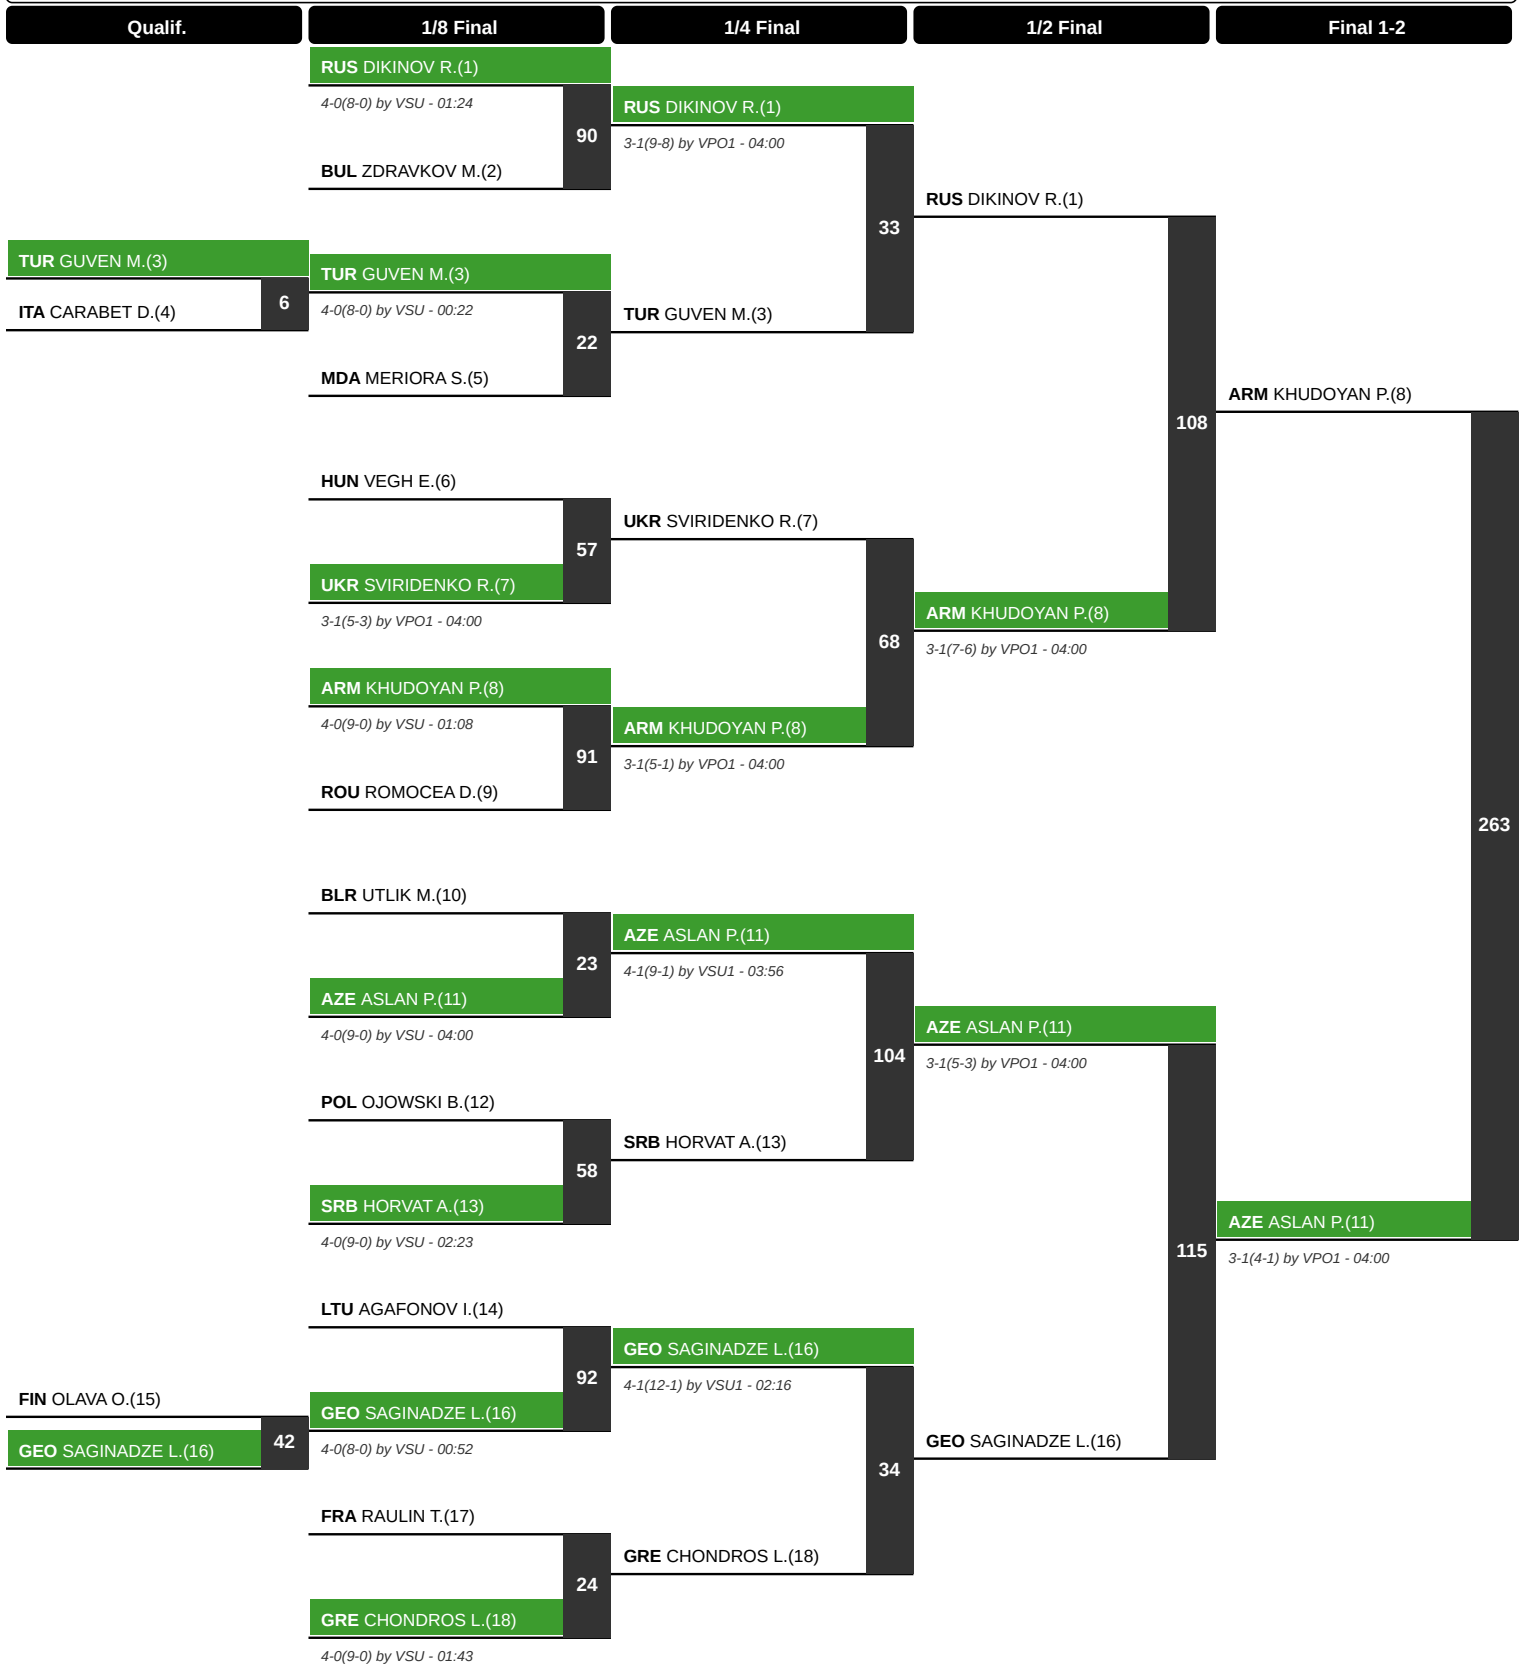 Qualif.
1/8 Final
1/4 Final
1/2 Final
Final 1-2
TUR GUVEN M.(3)
6
ITA CARABET D.(4)
FIN OLAVA O.(15)
42
GEO SAGINADZE L.(16)
RUS DIKINOV R.(1)
4-0(8-0) by VSU - 01:24
90
BUL ZDRAVKOV M.(2)
TUR GUVEN M.(3)
4-0(8-0) by VSU - 00:22
22
MDA MERIORA S.(5)
HUN VEGH E.(6)
57
UKR SVIRIDENKO R.(7)
3-1(5-3) by VPO1 - 04:00
ARM KHUDOYAN P.(8)
4-0(9-0) by VSU - 01:08
91
ROU ROMOCEA D.(9)
BLR UTLIK M.(10)
23
AZE ASLAN P.(11)
4-0(9-0) by VSU - 04:00
POL OJOWSKI B.(12)
58
SRB HORVAT A.(13)
4-0(9-0) by VSU - 02:23
LTU AGAFONOV I.(14)
92
GEO SAGINADZE L.(16)
4-0(8-0) by VSU - 00:52
FRA RAULIN T.(17)
24
GRE CHONDROS L.(18)
4-0(9-0) by VSU - 01:43
RUS DIKINOV R.(1)
3-1(9-8) by VPO1 - 04:00
33
TUR GUVEN M.(3)
UKR SVIRIDENKO R.(7)
68
ARM KHUDOYAN P.(8)
3-1(5-1) by VPO1 - 04:00
AZE ASLAN P.(11)
4-1(9-1) by VSU1 - 03:56
104
SRB HORVAT A.(13)
GEO SAGINADZE L.(16)
4-1(12-1) by VSU1 - 02:16
34
GRE CHONDROS L.(18)
RUS DIKINOV R.(1)
108
ARM KHUDOYAN P.(8)
3-1(7-6) by VPO1 - 04:00
AZE ASLAN P.(11)
3-1(5-3) by VPO1 - 04:00
115
GEO SAGINADZE L.(16)
ARM KHUDOYAN P.(8)
263
AZE ASLAN P.(11)
3-1(4-1) by VPO1 - 04:00